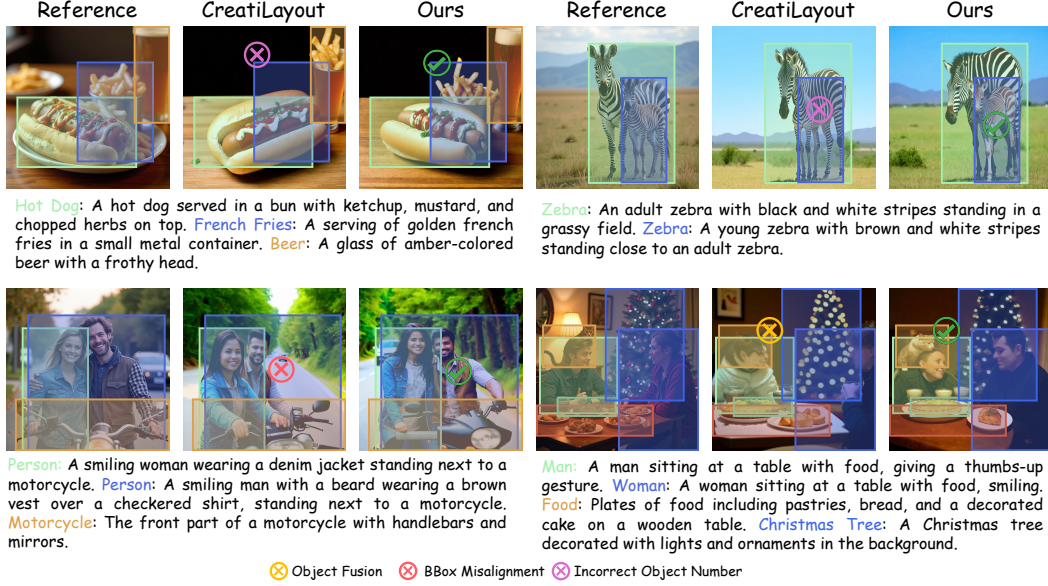 Reference CreatiLayout Ours Reference CreatiLayout Ours
Hot Dog: A hot dog served in a bun with ketchup, mustard, and
chopped herbs on top. French Fries: A serving of golden french
fries in a small metal container. Beer: A glass of amber-colored
beer with a frothy head.
Zebra: An adult zebra with black and white stripes standing in a
grassy field. Zebra: A young zebra with brown and white stripes
standing close to an adult zebra.
Person: A smiling woman wearing a denim jacket standing next to a
motorcycle. Person: A smiling man with a beard wearing a brown
vest over a checkered shirt, standing next to a motorcycle.
Motorcycle: The front part of a motorcycle with handlebars and
mirrors.
Man: A man sitting at a table with food, giving a thumbs-up
gesture. Woman: A woman sitting at a table with food, smiling.
Food: Plates of food including pastries, bread, and a decorated
cake on a wooden table. Christmas Tree: A Christmas tree
decorated with lights and ornaments in the background.
Object Fusion BBox Misalignment Incorrect Object Number